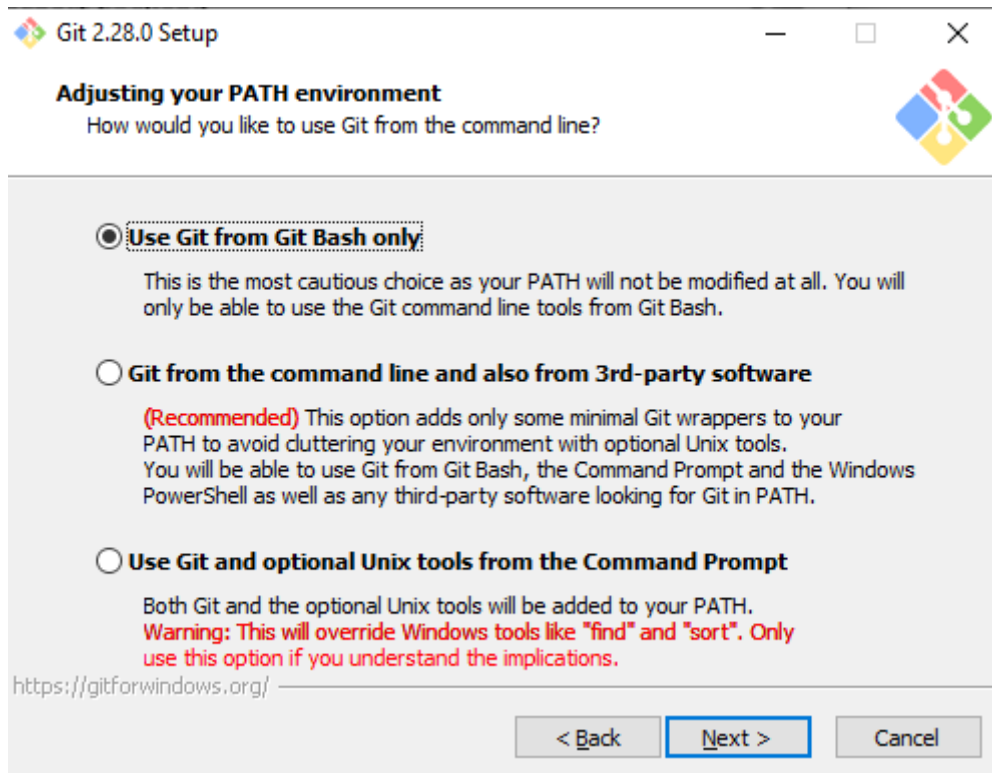 Git 2.28.0 Setup
Adjusting your PATH environment
How would you like to use Git from the command line?
Use Git from Git Bash only
This is the most cautious choice as your PATH will not be modified at all. You will
only be able to use the Git command line tools from Git Bash.
Git from the command line and also from 3rd-party software
(Recommended) This option adds only some minimal Git wrappers to your
PATH to avoid cluttering your environment with optional Unix tools.
You will be able to use Git from Git Bash, the Command Prompt and the Windows
PowerShell as well as any third-party software looking for Git in PATH.
Use Git and optional Unix tools from the Command Prompt
Both Git and the optional Unix tools will be added to your PATH.
Warning: This will override Windows tools like "find" and "sort". Only
use this option if you understand the implications.
https://gitforwindows.org/
< Back Next > Cancel